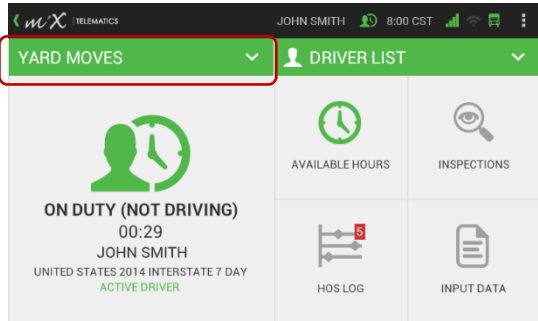 miX TELEMATICS JOHN SMITH 8:00 CST
YARD MOVES
DRIVER LIST
ON DUTY (NOT DRIVING)
00:29
JOHN SMITH
UNITED STATES 2014 INTERSTATE 7 DAY
ACTIVE DRIVER
AVAILABLE HOURS
INSPECTIONS
5
HOS LOG
INPUT DATA